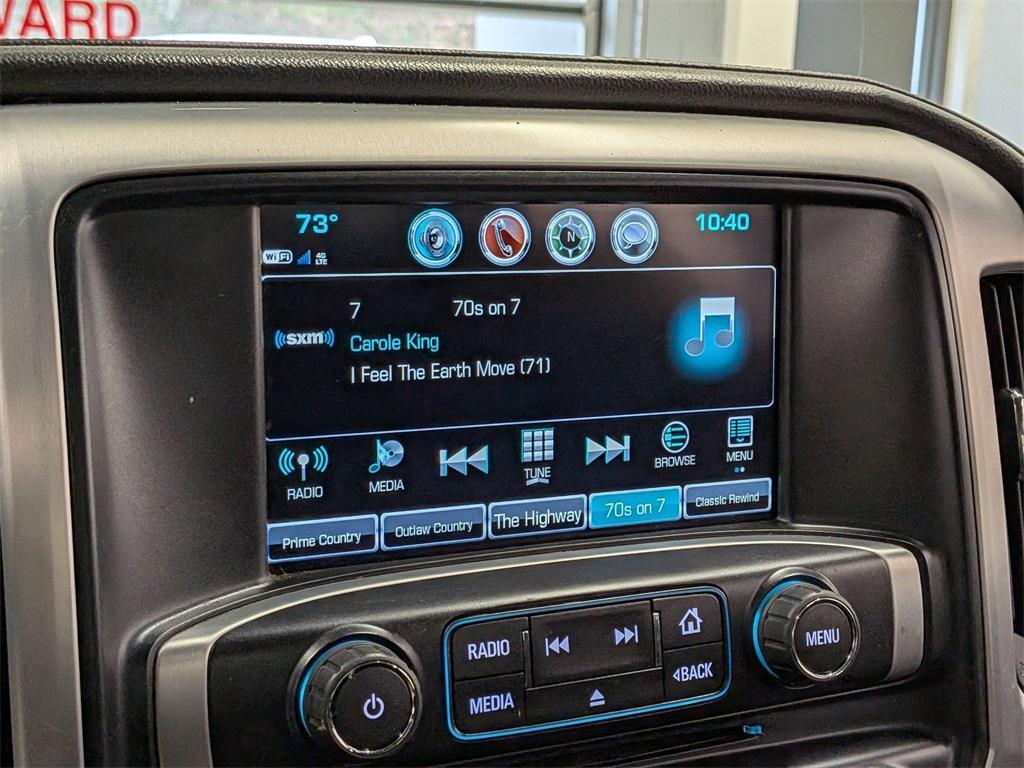 WARD
73°
10:40
N
WiFi
4G
LTE
7
70s on 7
((sxm))
Carole King
I Feel The Earth Move (71)
RADIO
MEDIA
TUNE
BROWSE
MENU
Prime Country
Outlaw Country
The Highway
70s on 7
Classic Rewind
RADIO
MEDIA
BACK
MENU